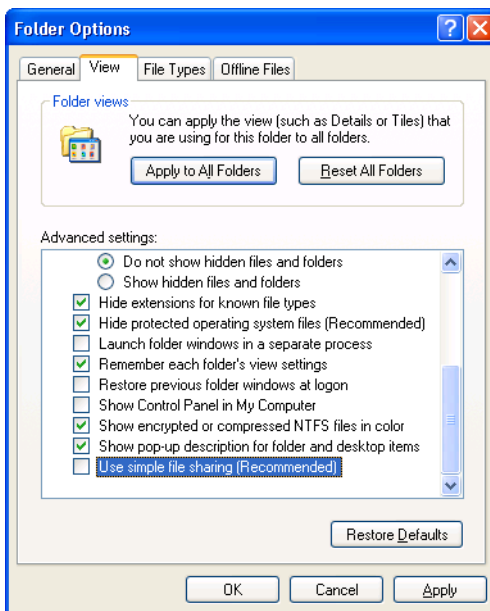 Folder Options
General View File Types Offline Files
Folder views
You can apply the view (such as Details or Tiles) that
you are using for this folder to all folders.
Apply to All Folders Reset All Folders
Advanced settings:
Do not show hidden files and folders
Show hidden files and folders
Hide extensions for known file types
Hide protected operating system files (Recommended)
Launch folder windows in a separate process
Remember each folder's view settings
Restore previous folder windows at logon
Show Control Panel in My Computer
Show encrypted or compressed NTFS files in color
Show pop-up description for folder and desktop items
Use simple file sharing (Recommended)
Restore Defaults
OK Cancel Apply